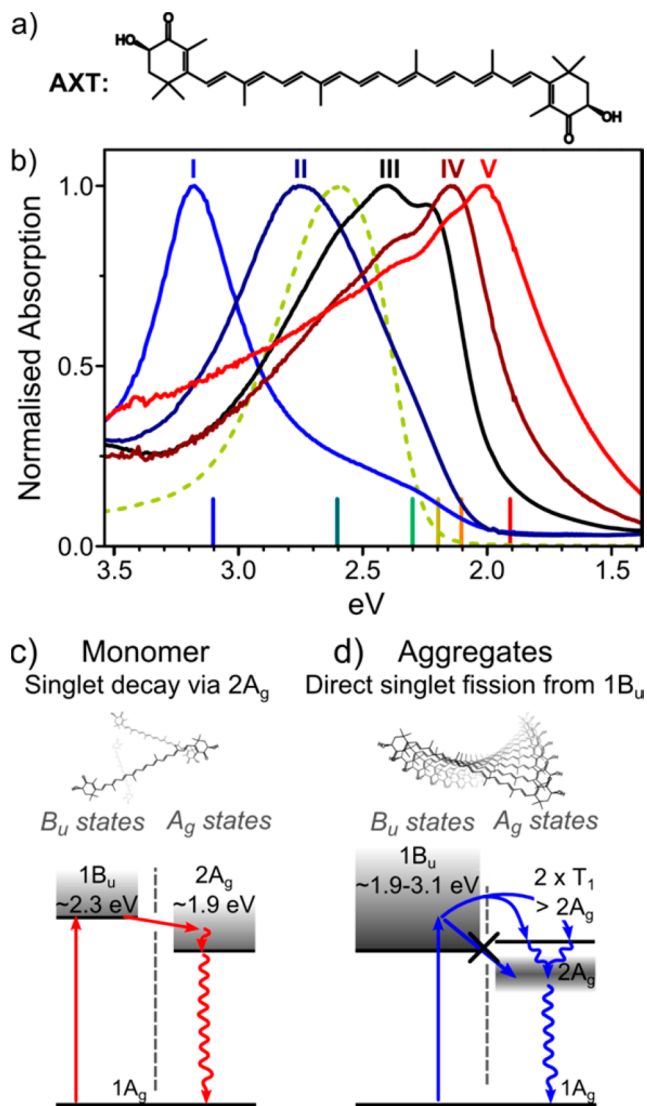 a)
O
HO
AXT:
OH
O
b)
I II III IV V
Normalised Absorption
1.0
0.5
0.0
3.5 3.0 2.5 2.0 1.5
eV
c) Monomer
Singlet decay via 2Ag
Bu states Ag states
1Bu
~2.3 eV
2Ag
~1.9 eV
1Ag
d) Aggregates
Direct singlet fission from 1Bu
Bu states Ag states
1Bu
~1.9-3.1 eV
2 x T1
> 2Ag
2Ag
1Ag